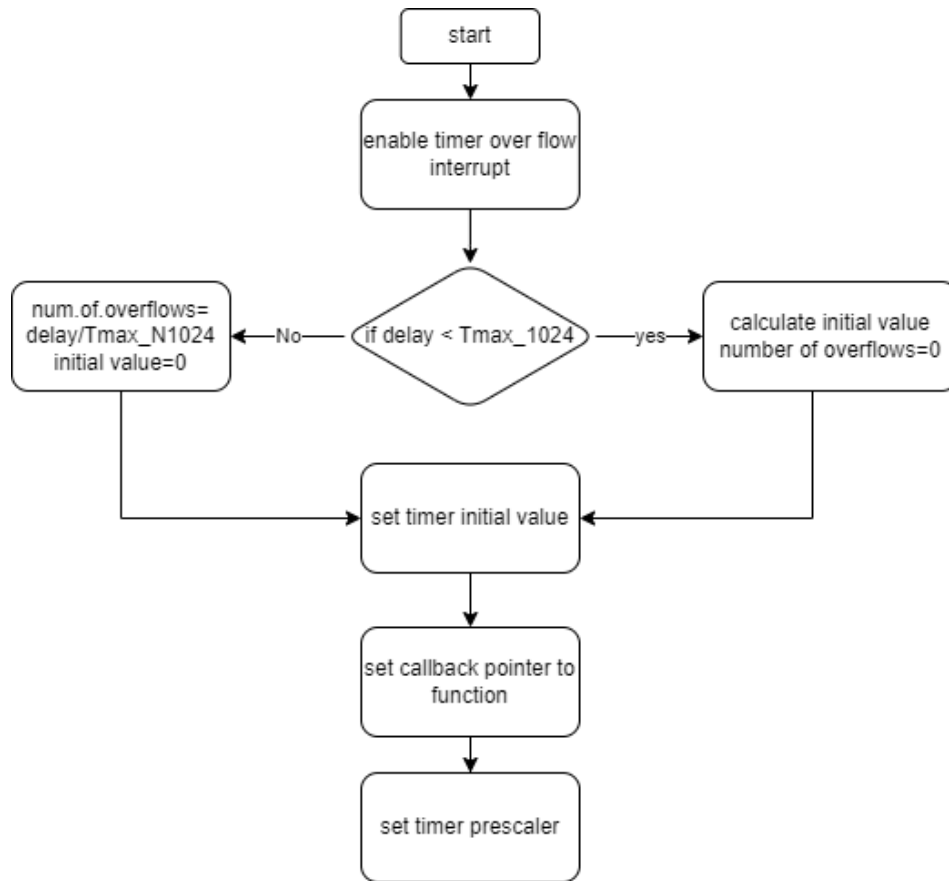 start
enable timer over flow
interrupt
num.of.overflows=
delay/Tmax_N1024
initial value=0
No
if delay < Tmax_1024
yes
calculate initial value
number of overflows=0
set timer initial value
set callback pointer to
function
set timer prescaler